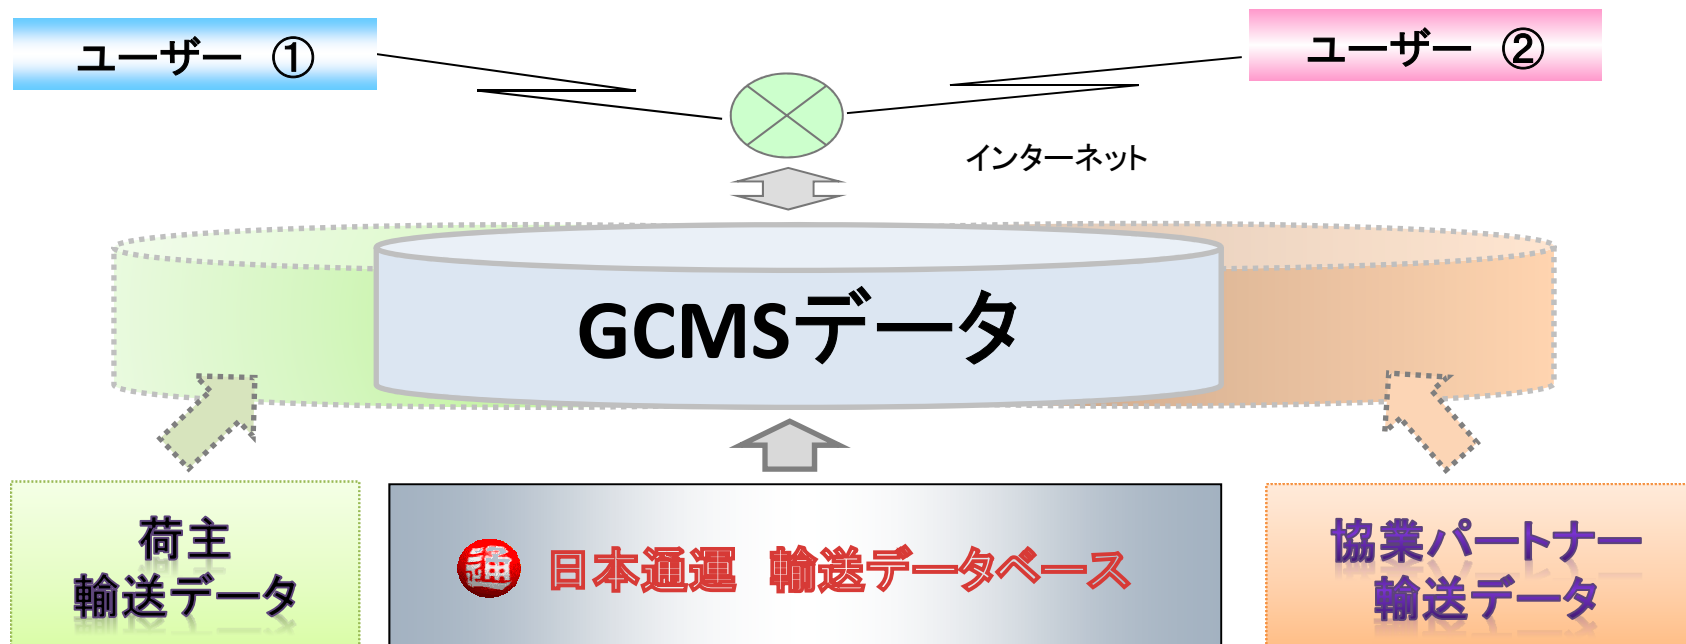 ユーザー ①
ユーザー ②
インターネット
GCMSデータ
荷主
輸送データ
通 日本通運 輸送データベース
協業パートナー
輸送データ